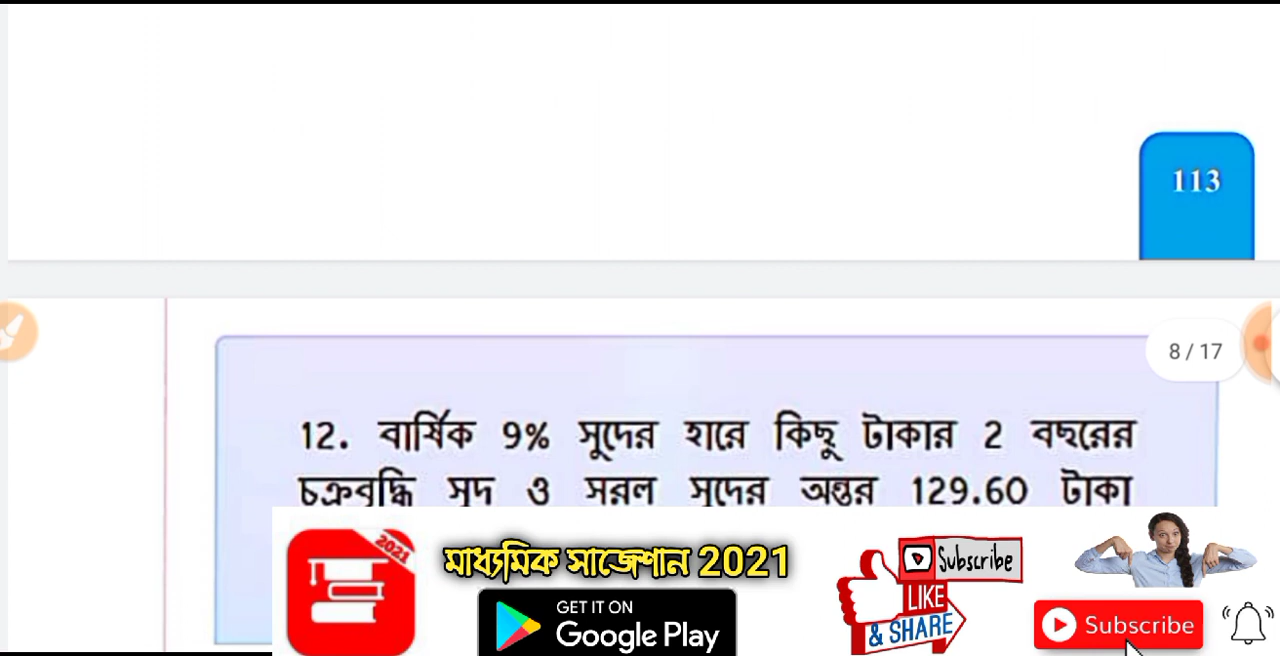 113
8 / 17
12. বার্ষিক 9% সুদের হারে কিছু টাকার 2 বছরের
চক্রবৃদ্ধি সুদ ও সরল সুদের অন্তর 129.60 টাকা
2021
মাধ্যমিক সাজেশান 2021
GET IT ON
Google Play
Subscribe
LIKE
& SHARE
Subscribe